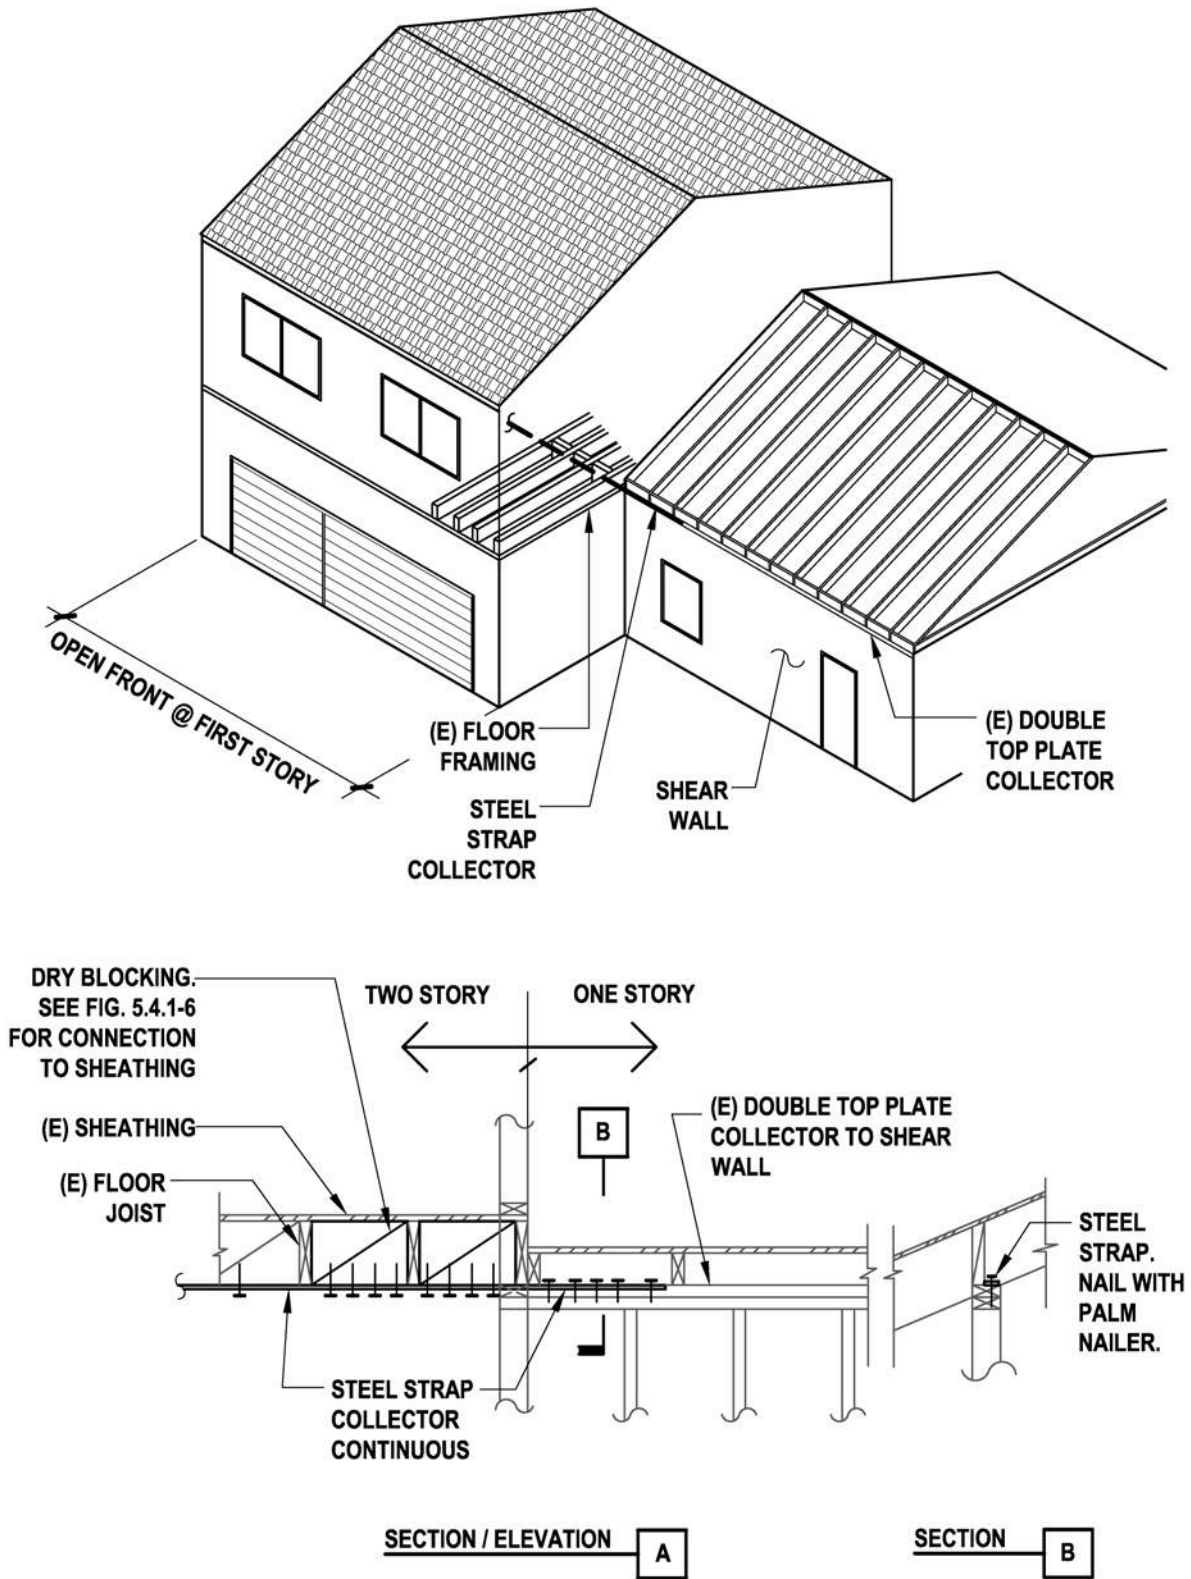 OPEN FRONT @ FIRST STORY
(E) FLOOR
FRAMING
STEEL
STRAP
COLLECTOR
SHEAR
WALL
(E) DOUBLE
TOP PLATE
COLLECTOR
DRY BLOCKING.
SEE FIG. 5.4.1-6
FOR CONNECTION
TO SHEATHING
TWO STORY
ONE STORY
(E) SHEATHING
(E) FLOOR
JOIST
B
(E) DOUBLE TOP PLATE
COLLECTOR TO SHEAR
WALL
STEEL
STRAP.
NAIL WITH
PALM
NAILER.
STEEL STRAP
COLLECTOR
CONTINUOUS
SECTION / ELEVATION A
SECTION B